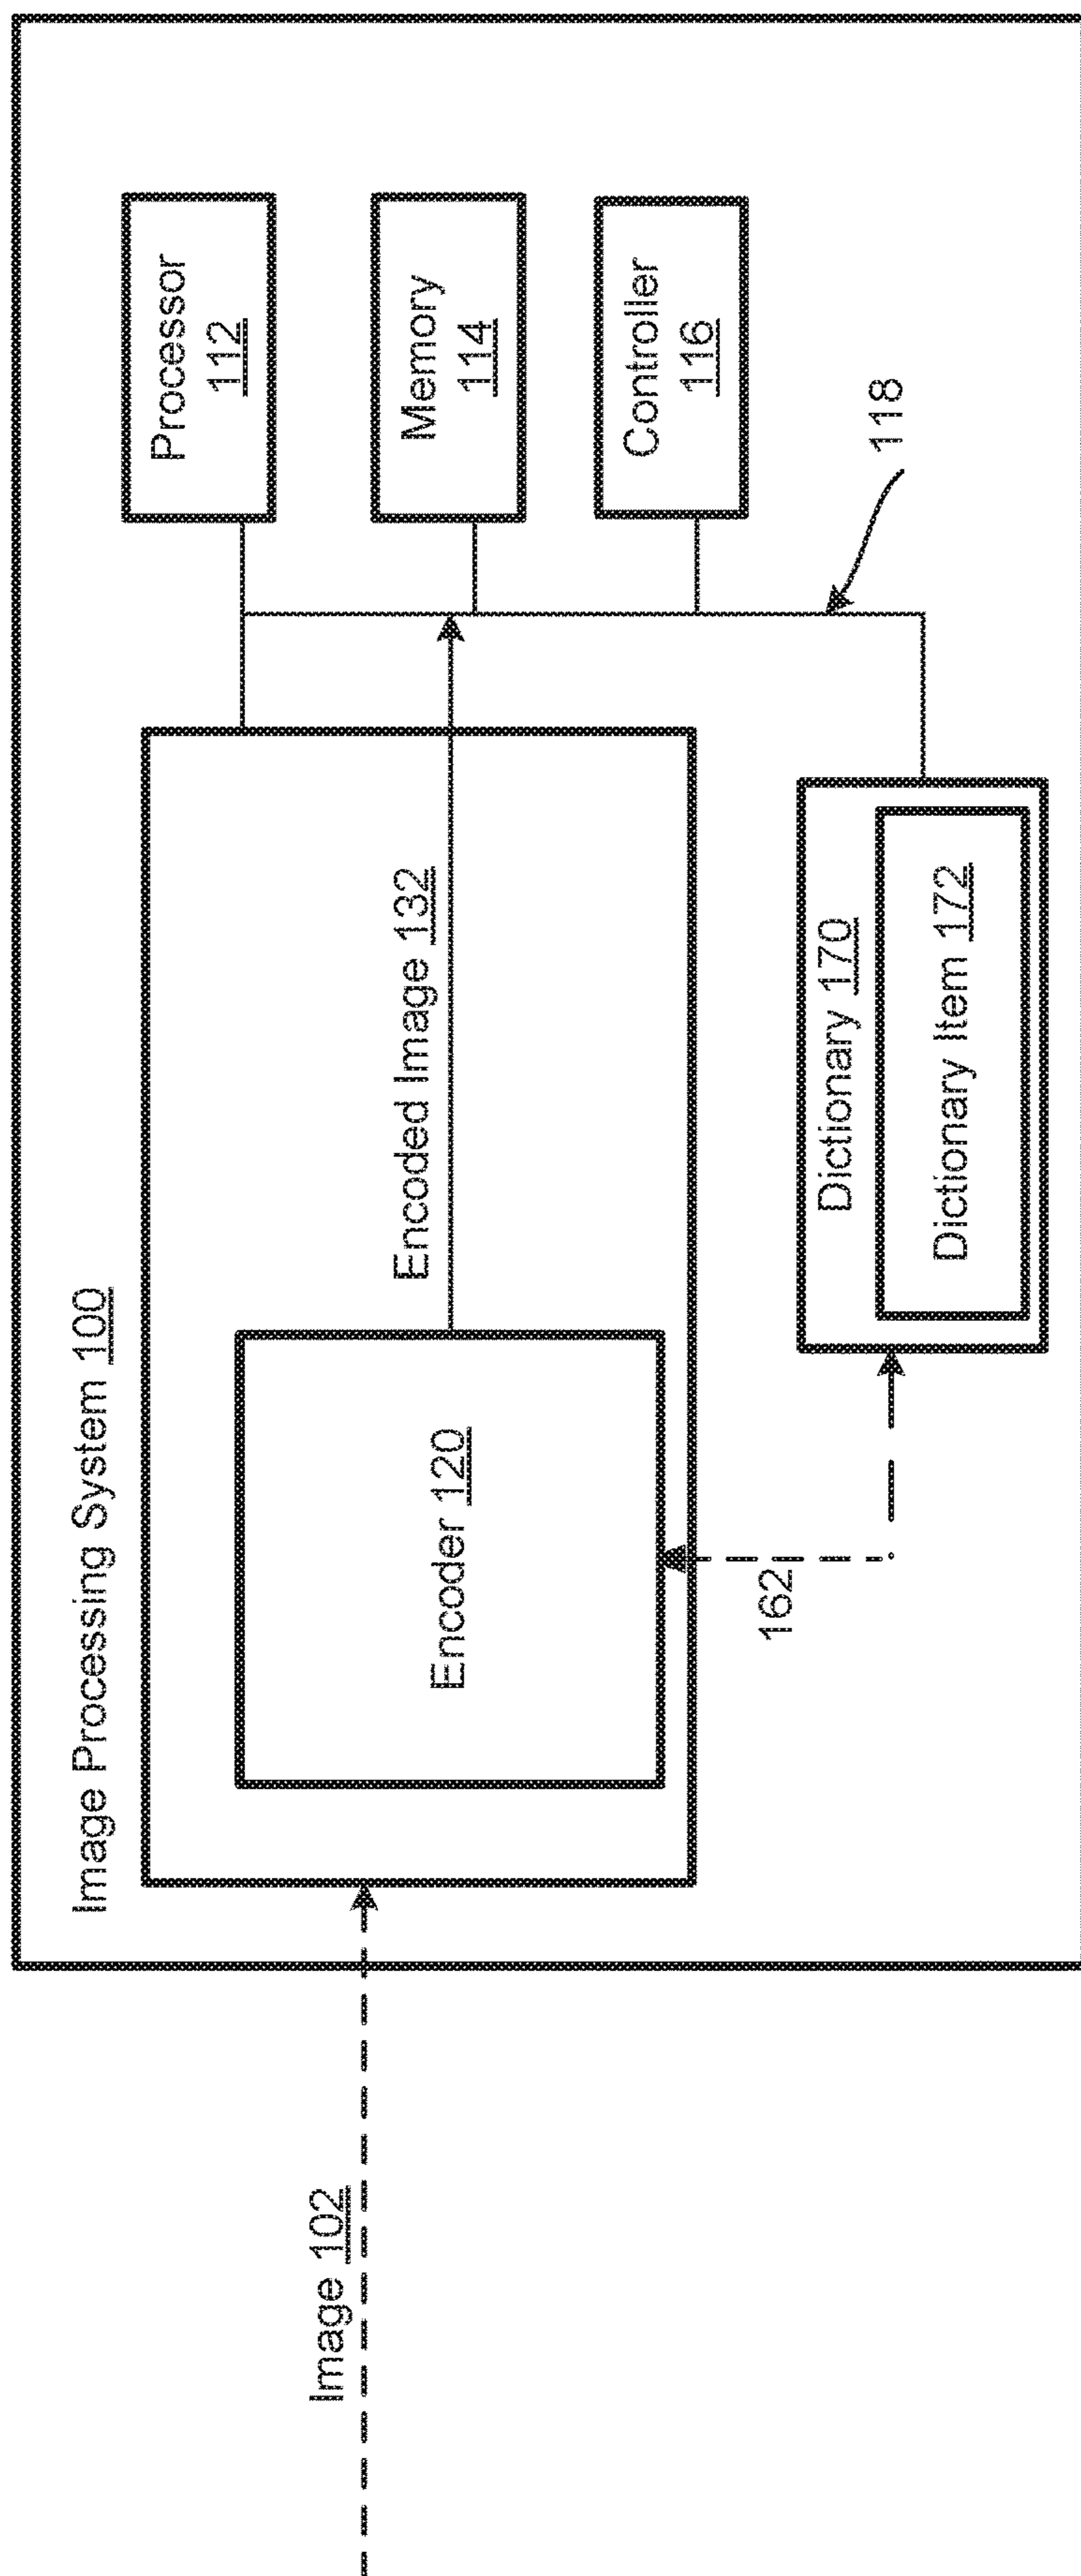 Image Processing System 100
Image 102
Encoder 120
Encoded Image 132
Processor
112
Memory
114
Controller
116
118
162
Dictionary 170
Dictionary Item 172